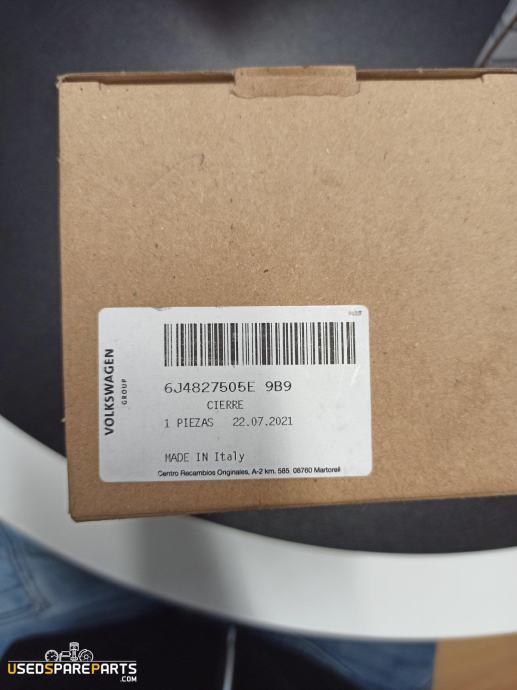 VOLKSWAGEN
GROUP
6J4827505E 9B9
CIERRE
1 PIEZAS 22.07.2021
MADE IN Italy
Centro Recambios Originales, A-2 km. 585 08760 Martorell
USEDSPAREPARTS
.COM